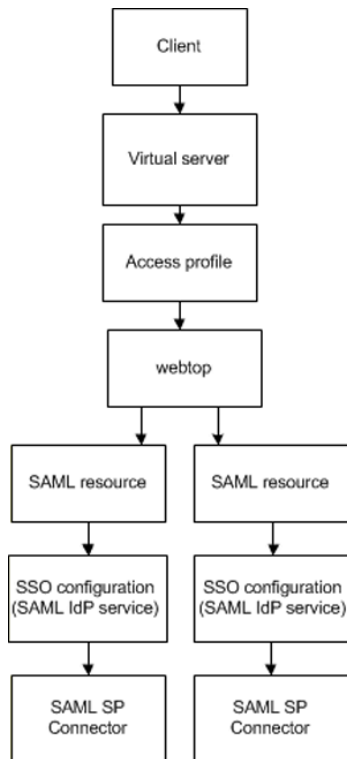 Client
Virtual server
Access profile
webtop
SAML resource
SAML resource
SSO configuration
(SAML IdP service)
SSO configuration
(SAML IdP service)
SAML SP
Connector
SAML SP
Connector